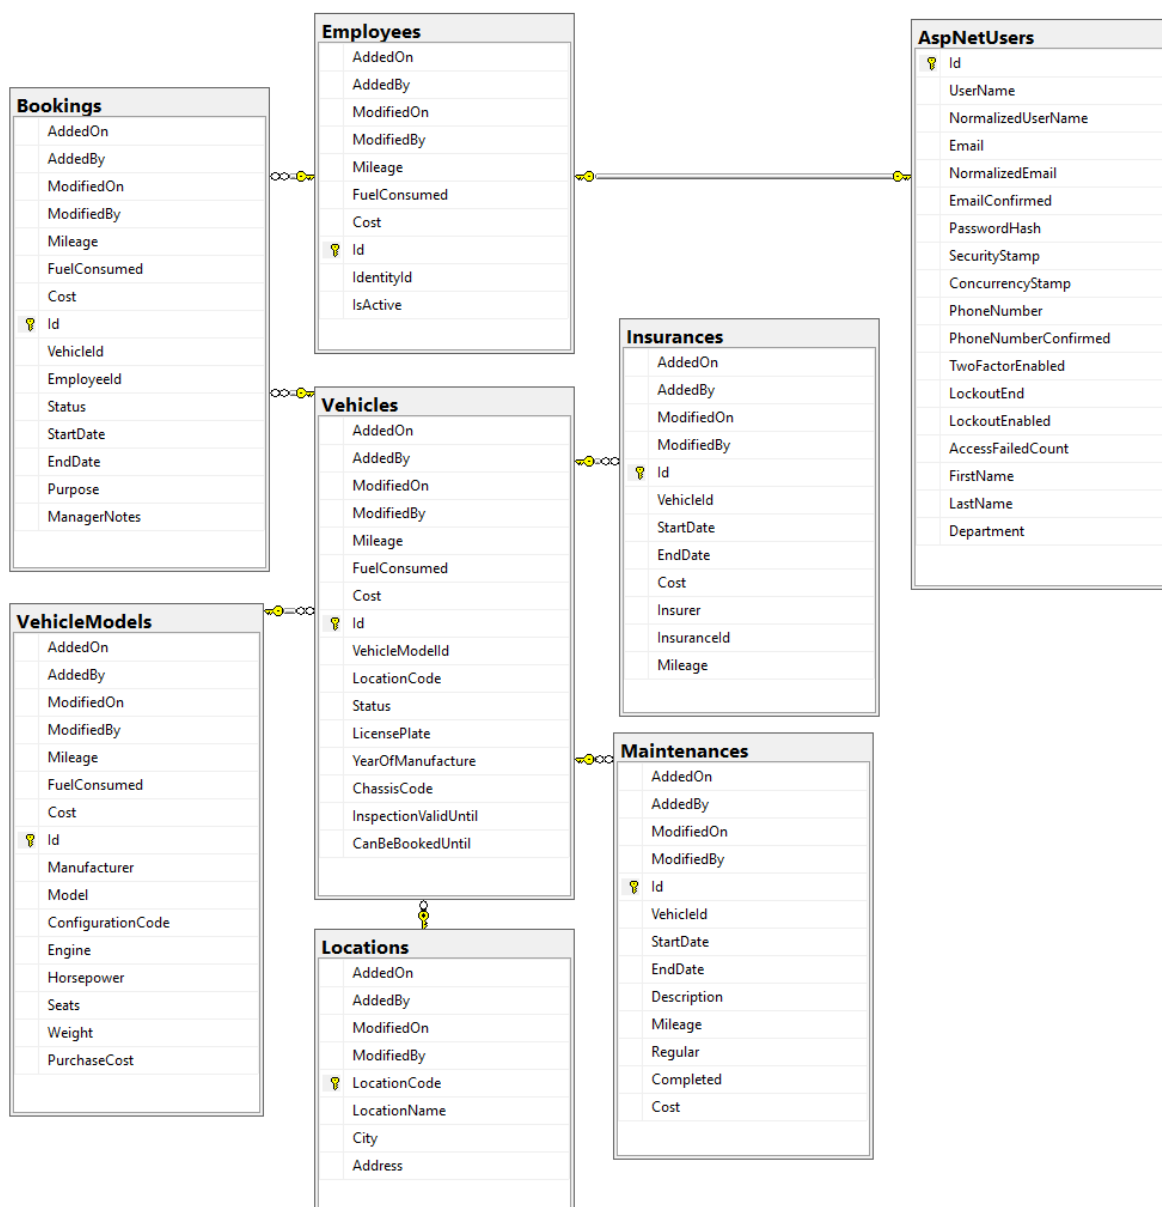 Employees
AddedOn
AddedBy
ModifiedOn
ModifiedBy
Mileage
FuelConsumed
Cost
Id
IdentityId
IsActive
AspNetUsers
Id
UserName
NormalizedUserName
Email
NormalizedEmail
EmailConfirmed
PasswordHash
SecurityStamp
ConcurrencyStamp
PhoneNumber
PhoneNumberConfirmed
TwoFactorEnabled
LockoutEnd
LockoutEnabled
AccessFailedCount
FirstName
LastName
Department
Bookings
AddedOn
AddedBy
ModifiedOn
ModifiedBy
Mileage
FuelConsumed
Cost
Id
VehicleId
EmployeeId
Status
StartDate
EndDate
Purpose
ManagerNotes
Insurances
AddedOn
AddedBy
ModifiedOn
ModifiedBy
Id
VehicleId
StartDate
EndDate
Cost
Insurer
InsuranceId
Mileage
Vehicles
AddedOn
AddedBy
ModifiedOn
ModifiedBy
Mileage
FuelConsumed
Cost
Id
VehicleModelId
LocationCode
Status
LicensePlate
YearOfManufacture
ChassisCode
InspectionValidUntil
CanBeBookedUntil
VehicleModels
AddedOn
AddedBy
ModifiedOn
ModifiedBy
Mileage
FuelConsumed
Cost
Id
Manufacturer
Model
ConfigurationCode
Engine
Horsepower
Seats
Weight
PurchaseCost
Maintenances
AddedOn
AddedBy
ModifiedOn
ModifiedBy
Id
VehicleId
StartDate
EndDate
Description
Mileage
Regular
Completed
Cost
Locations
AddedOn
AddedBy
ModifiedOn
ModifiedBy
LocationCode
LocationName
City
Address